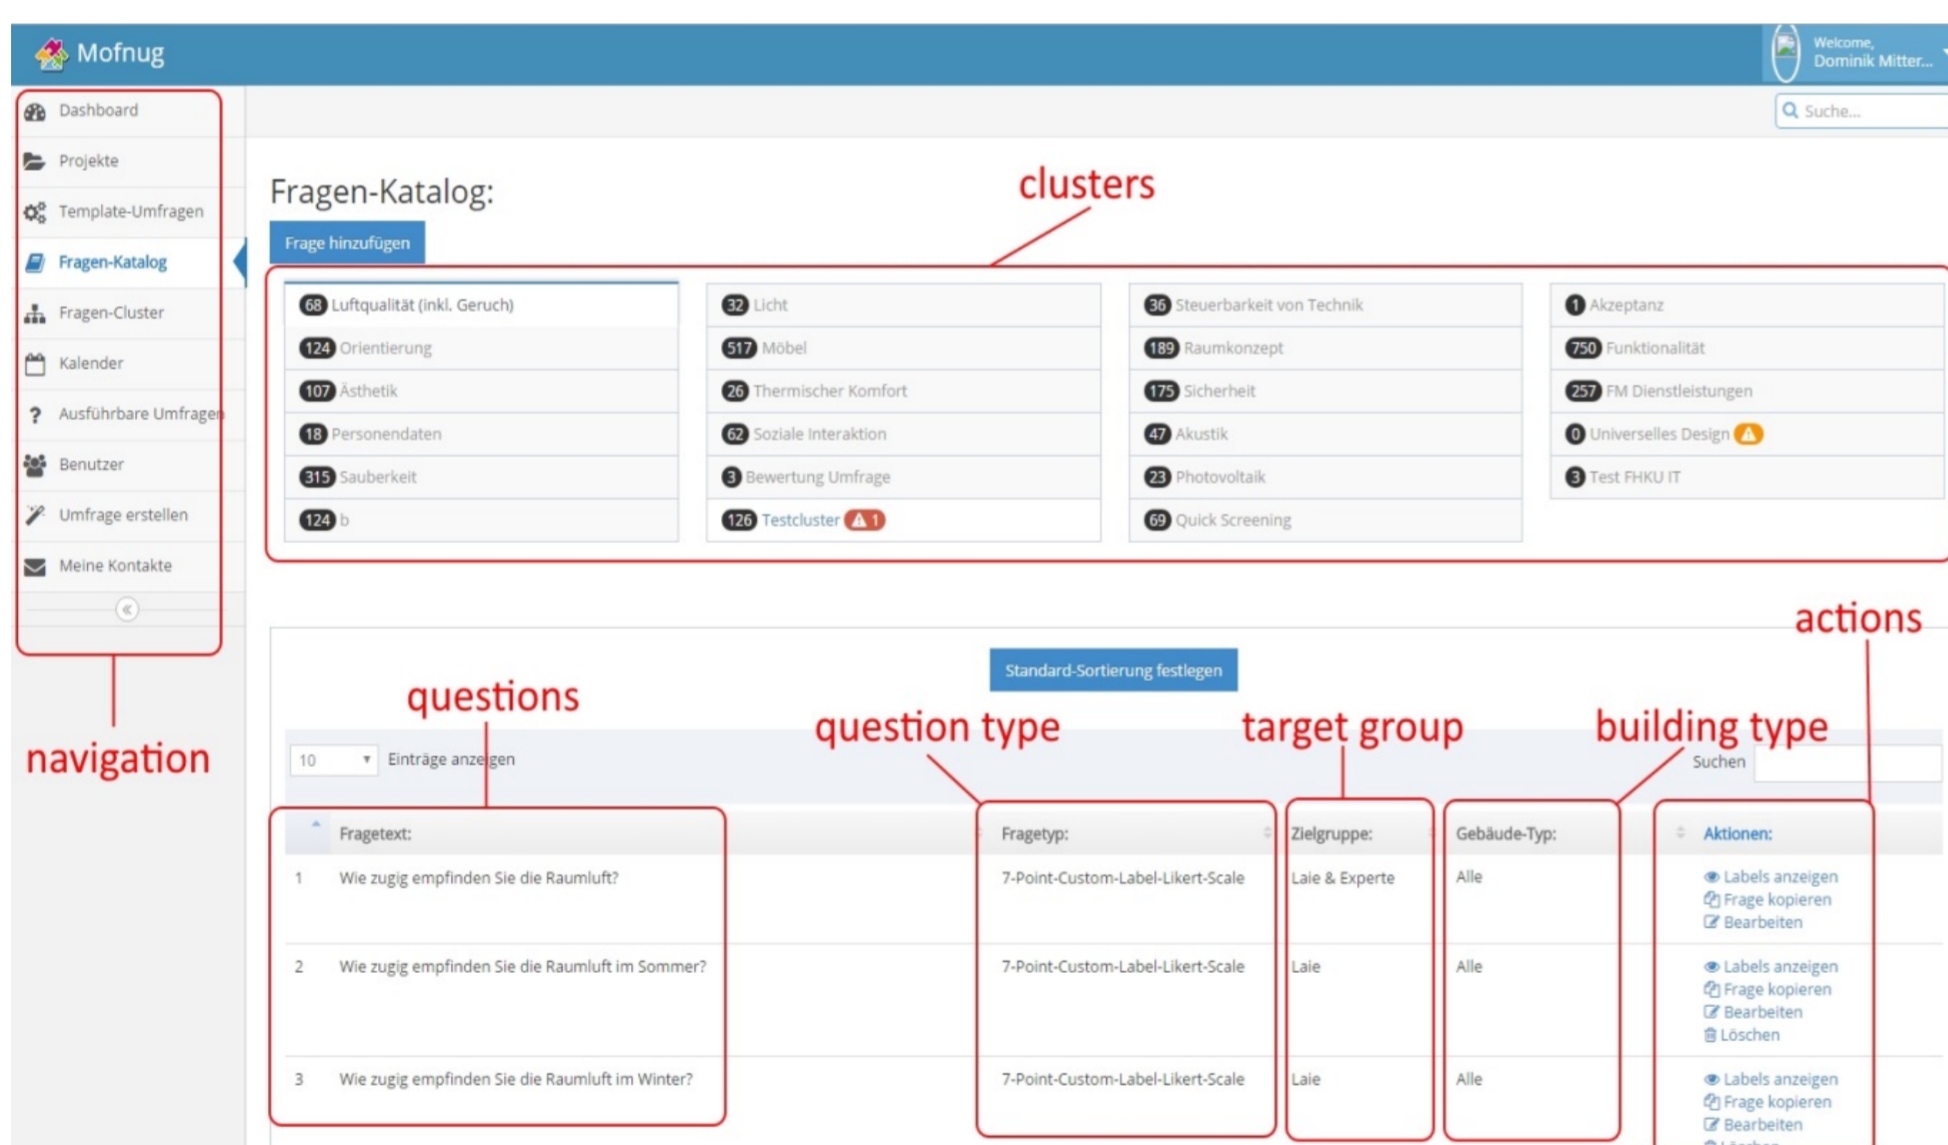 Mofnug
Welcome,
Dominik Mitter...
Suche...
Dashboard
Projekte
Template-Umfragen
Fragen-Katalog
Fragen-Cluster
Kalender
Ausführbare Umfragen
Benutzer
Umfrage erstellen
Meine Kontakte
navigation
Fragen-Katalog:
clusters
Frage hinzufügen
68 Luftqualität (inkl. Geruch) 32 Licht 36 Steuerbarkeit von Technik 1 Akzeptanz
124 Orientierung 517 Möbel 189 Raumkonzept 750 Funktionalität
107 Ästhetik 26 Thermischer Komfort 175 Sicherheit 257 FM Dienstleistungen
18 Personendaten 62 Soziale Interaktion 47 Akustik 0 Universelles Design
315 Sauberkeit 3 Bewertung Umfrage 23 Photovoltaik 3 Test FHKU IT
124 b 126 Testcluster 1 69 Quick Screening
actions
Standard-Sortierung festlegen
questions question type target group building type
10 Einträge anzeigen Suchen
Fragetext: Fragetyp: Zielgruppe: Gebäude-Typ: Aktionen:
1 Wie zugig empfinden Sie die Raumluft? 7-Point-Custom-Label-Likert-Scale Laie & Experte Alle Labels anzeigen
Frage kopieren
Bearbeiten
2 Wie zugig empfinden Sie die Raumluft im Sommer? 7-Point-Custom-Label-Likert-Scale Laie Alle Labels anzeigen
Frage kopieren
Bearbeiten
Löschen
3 Wie zugig empfinden Sie die Raumluft im Winter? 7-Point-Custom-Label-Likert-Scale Laie Alle Labels anzeigen
Frage kopieren
Bearbeiten